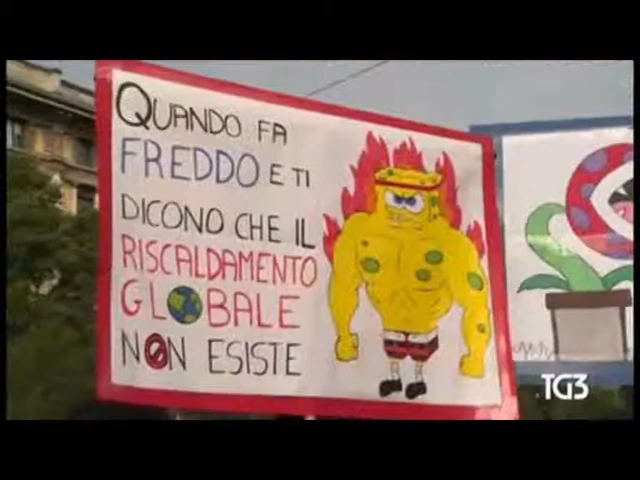 QUANDO FA
FREDDO E TI
DICONO CHE IL
RISCALDAMENTO
GLOBALE
NON ESISTE
TG3